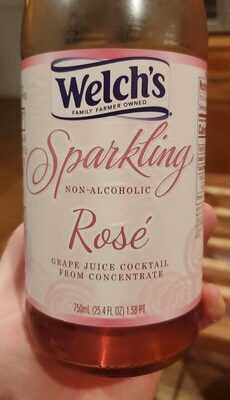 Welch's®
FAMILY FARMER OWNED
Sparkling
NON-ALCOHOLIC
Rosé
GRAPE JUICE COCKTAIL
FROM CONCENTRATE
750mL (25.4 FL OZ) 1.58 PT